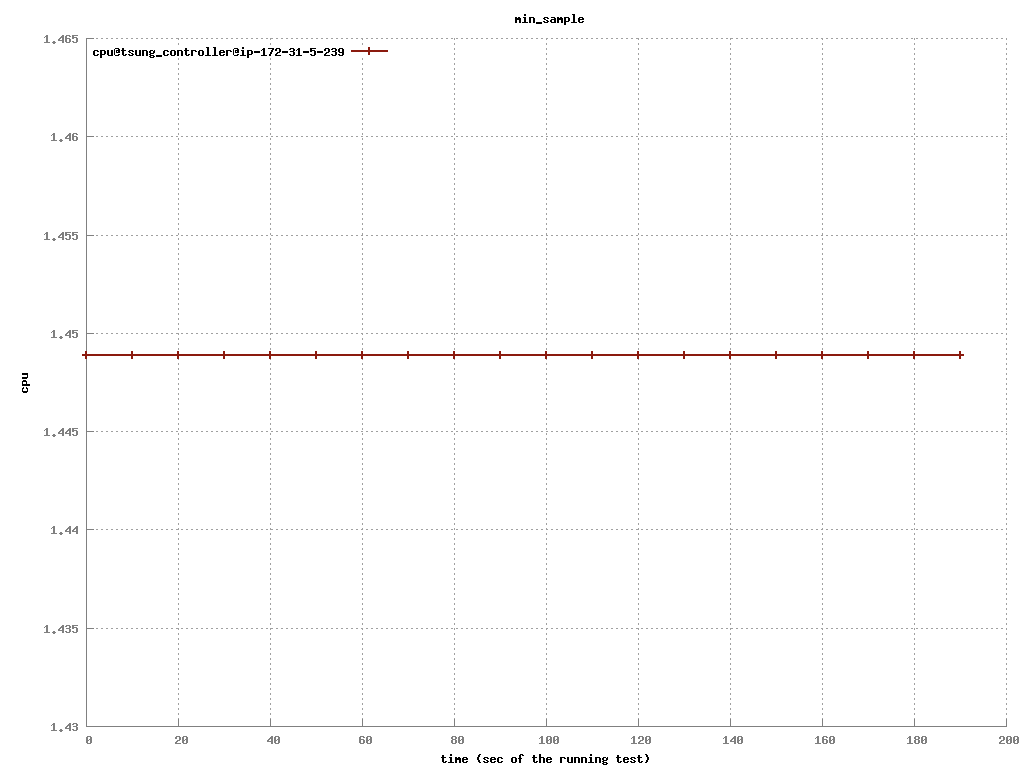 min_sample
cpu@tsung_controller@ip-172-31-5-239
1.465
1.46
1.455
1.45
1.445
1.44
1.435
1.43
cpu
0 20 40 60 80 100 120 140 160 180 200
time (sec of the running test)